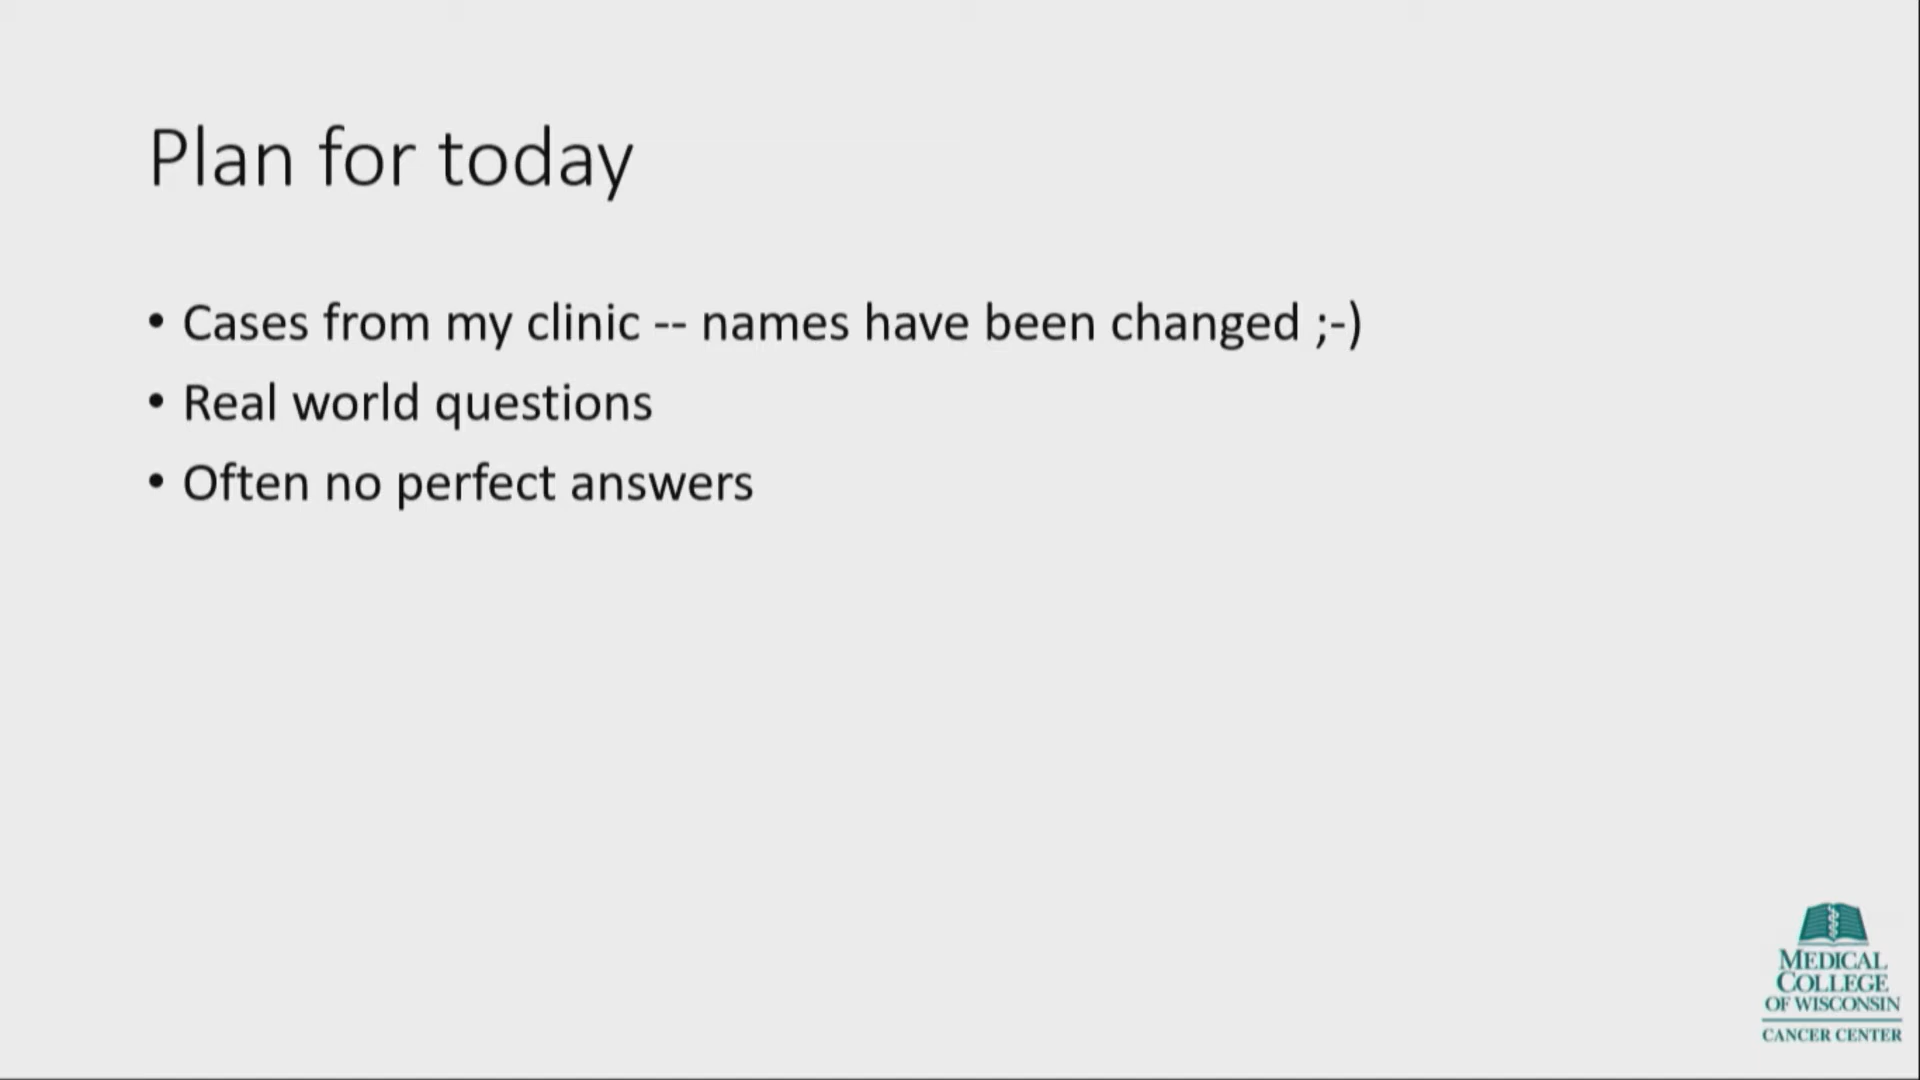 Plan for today
• Cases from my clinic -- names have been changed ;-)
• Real world questions
• Often no perfect answers
MEDICAL
COLLEGE
OF WISCONSIN
CANCER CENTER